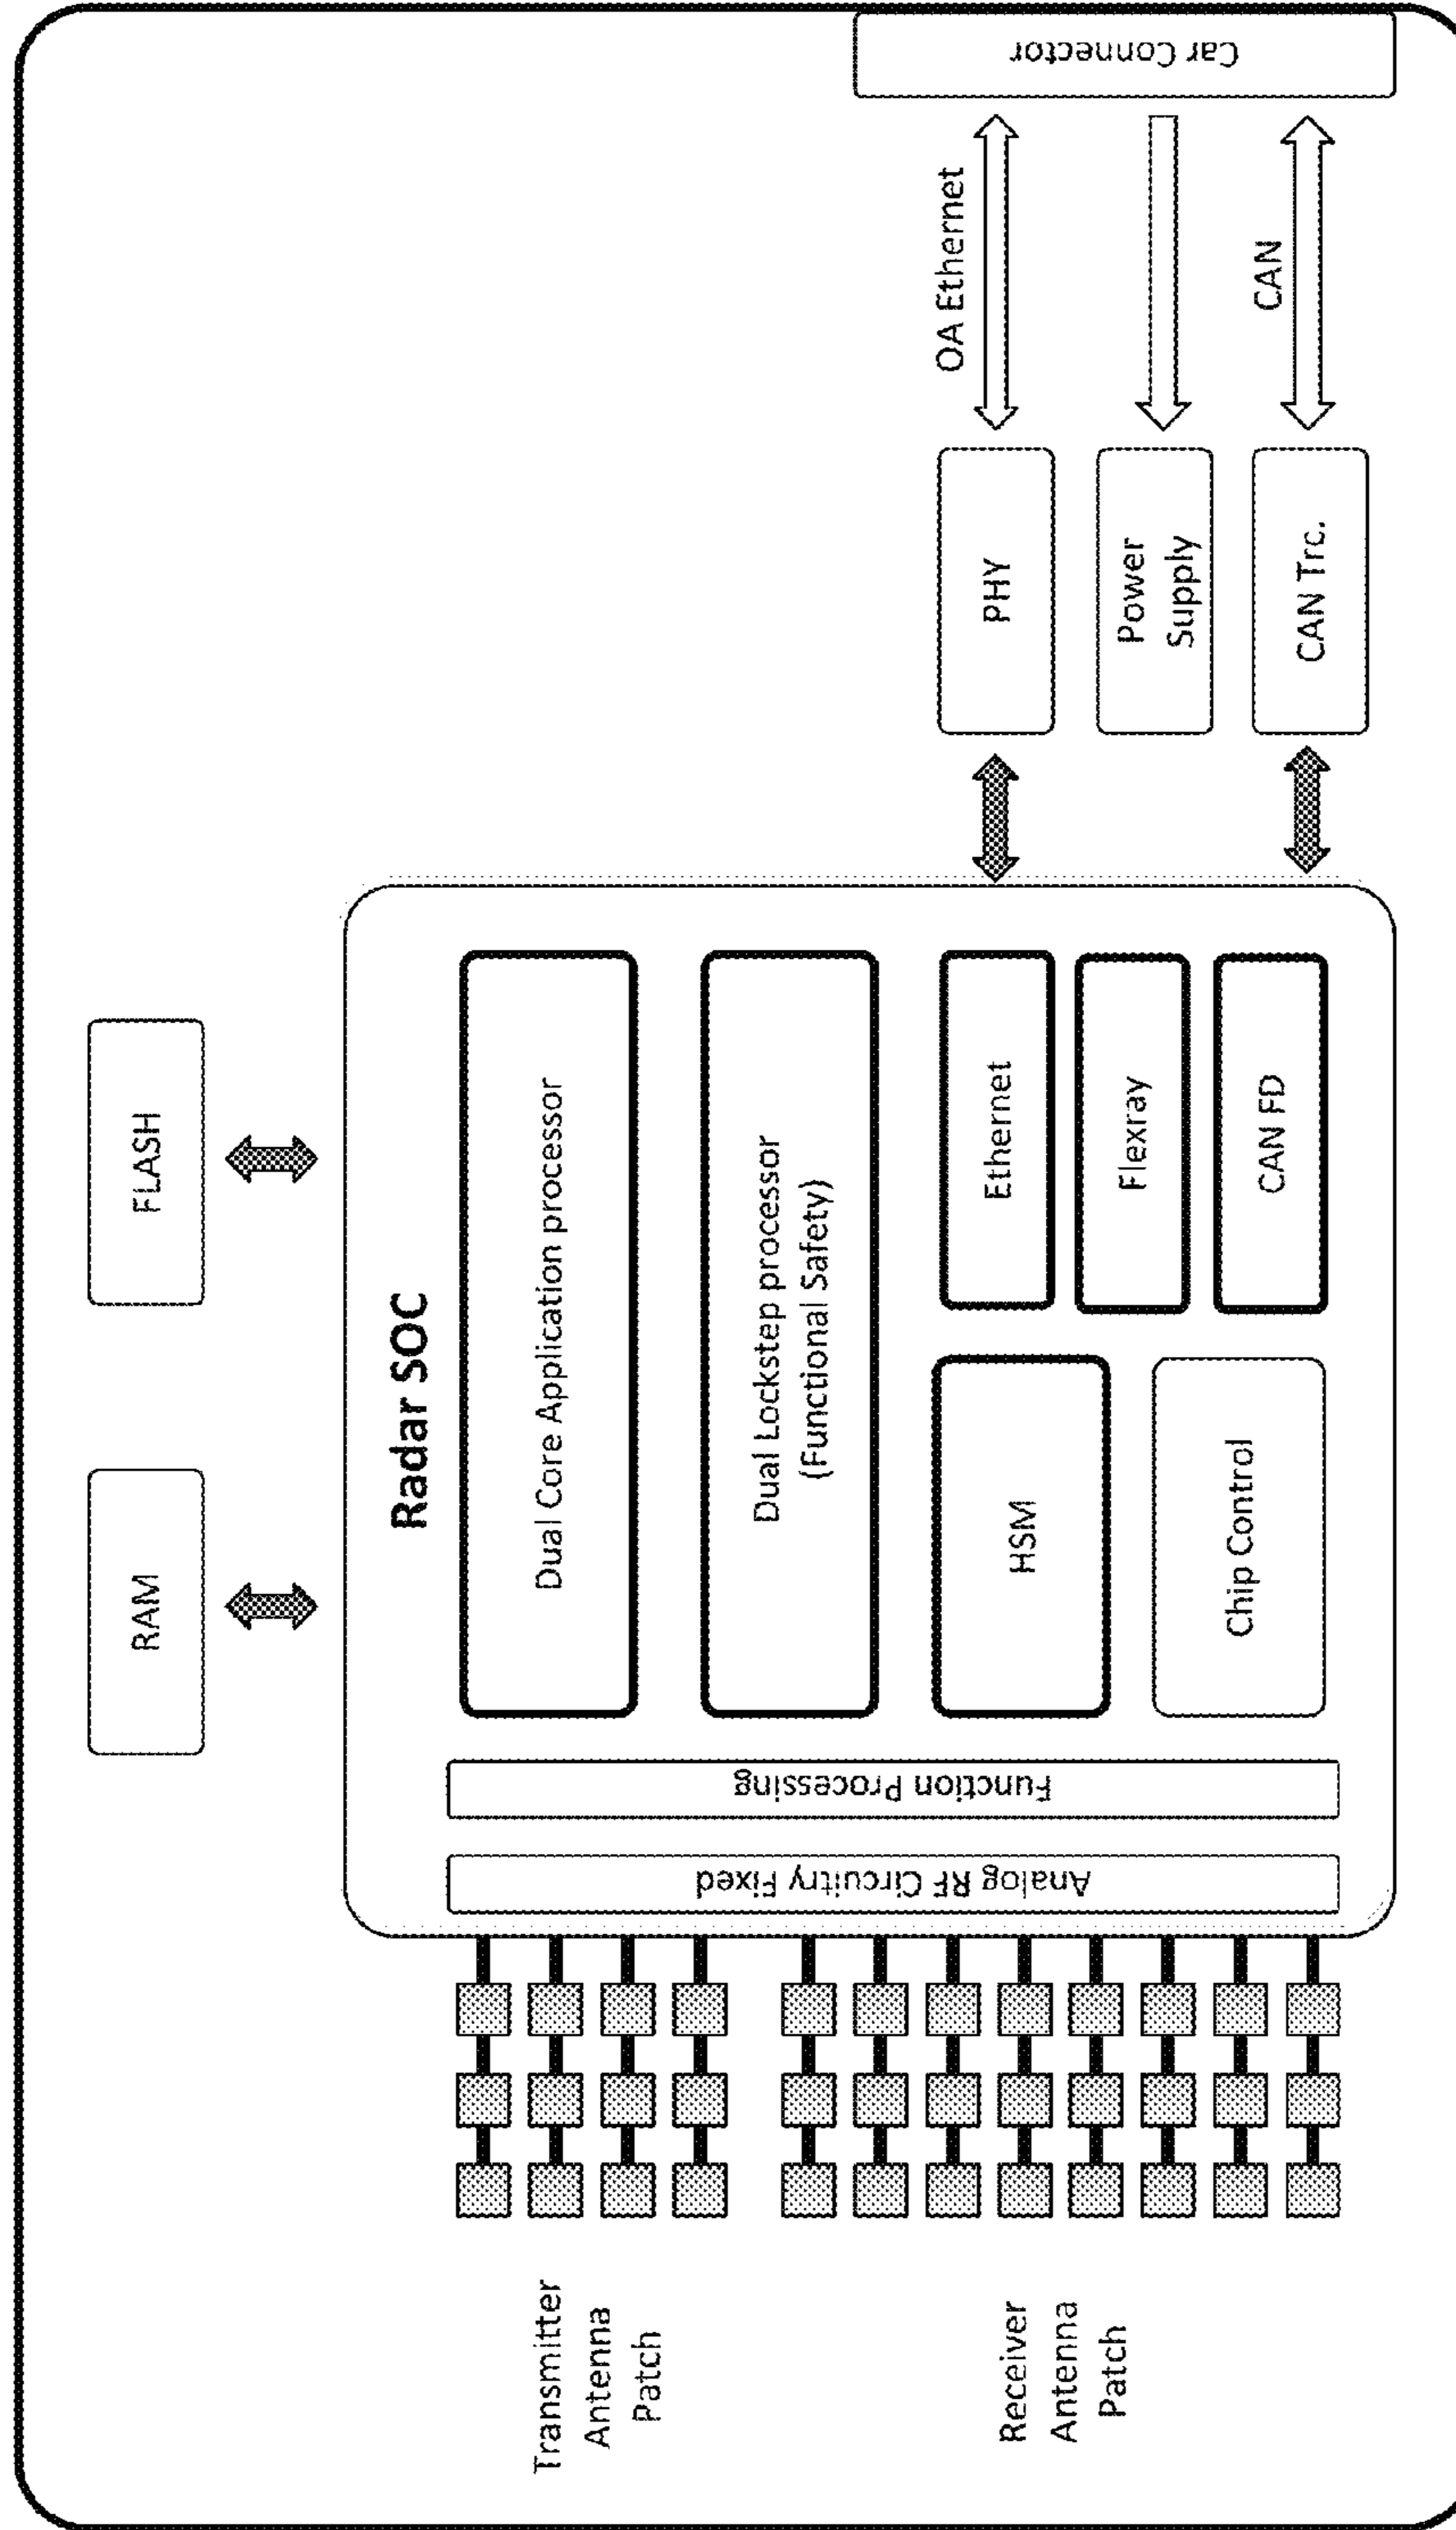 RAM
FLASH
Radar SOC
Dual Core Application processor
Dual Lockstep processor
(Functional Safety)
HSM
Chip Control
Ethernet
Flexray
CAN FD
Analog RF Circuitry Fixed
Function Processing
Transmitter
Antenna
Patch
Receiver
Antenna
Patch
PHY
Power
Supply
CAN Trc.
OA Ethernet
CAN
Car Connector